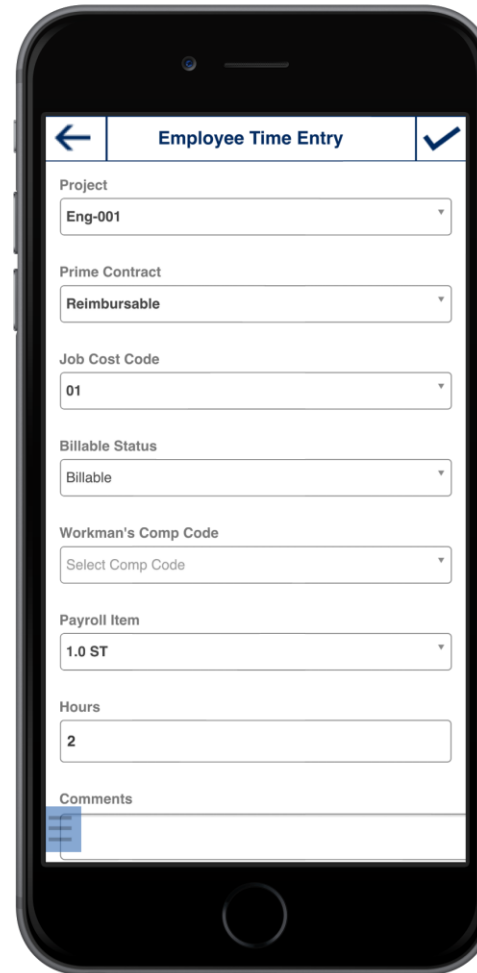 Employee Time Entry
Project
Eng-001
Prime Contract
Reimbursable
Job Cost Code
01
Billable Status
Billable
Workman's Comp Code
Select Comp Code
Payroll Item
1.0 ST
Hours
2
Comments